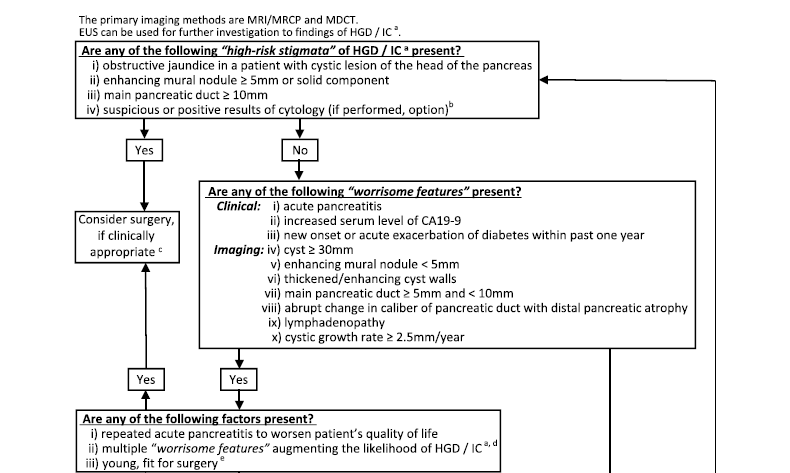 The primary imaging methods are MRI/MRCP and MDCT.
EUS can be used for further investigation to findings of HGD / IC a.
Are any of the following “high-risk stigmata” of HGD / IC a present?
i) obstructive jaundice in a patient with cystic lesion of the head of the pancreas
ii) enhancing mural nodule ≥ 5mm or solid component
iii) main pancreatic duct ≥ 10mm
iv) suspicious or positive results of cytology (if performed, option) b
Yes
No
Consider surgery,
if clinically
appropriate c
Are any of the following “worrisome features” present?
Clinical: i) acute pancreatitis
ii) increased serum level of CA19-9
iii) new onset or acute exacerbation of diabetes within past one year
Imaging: iv) cyst ≥ 30mm
v) enhancing mural nodule < 5mm
vi) thickened/enhancing cyst walls
vii) main pancreatic duct ≥ 5mm and < 10mm
viii) abrupt change in caliber of pancreatic duct with distal pancreatic atrophy
ix) lymphadenopathy
x) cystic growth rate ≥ 2.5mm/year
Yes
Yes
Are any of the following factors present?
i) repeated acute pancreatitis to worsen patient’s quality of life
ii) multiple “worrisome features” augmenting the likelihood of HGD / IC a, d
iii) young, fit for surgery e